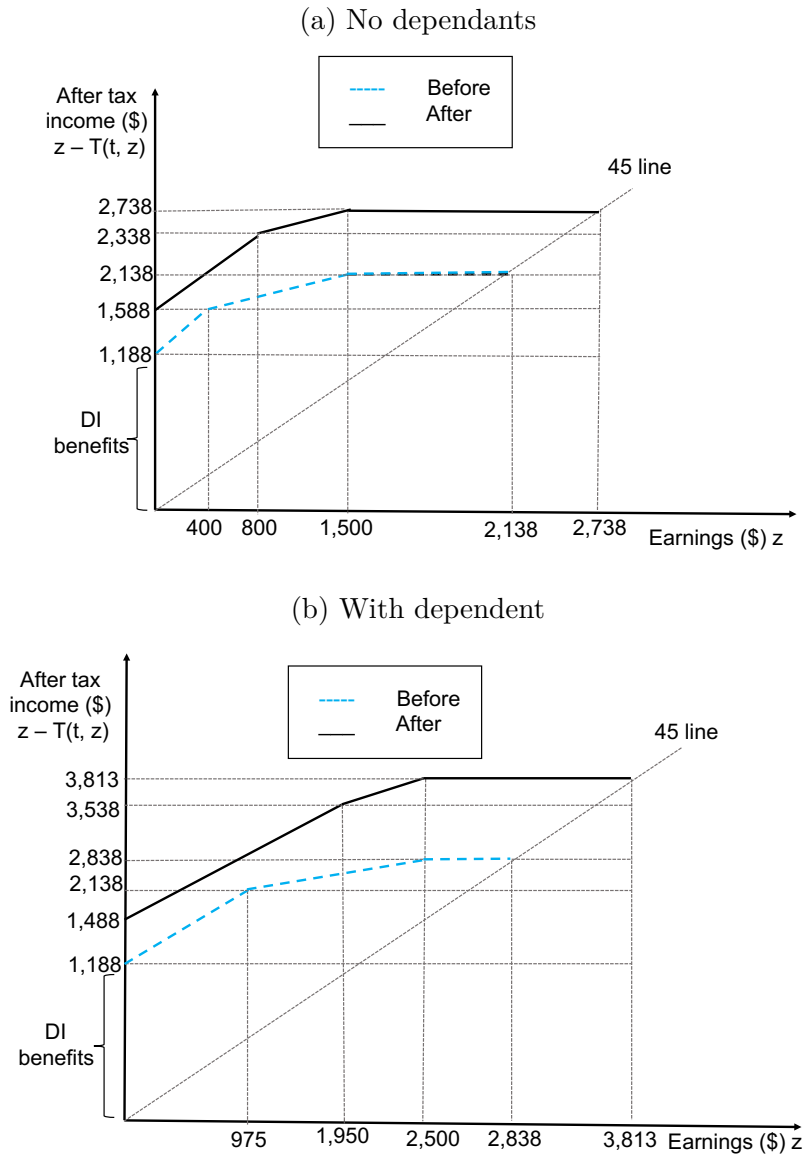 (a) No dependants
After tax
income ($)
z – T(t, z)
Before
After
45 line
2,738
2,338
2,138
1,588
1,188
DI
benefits
400
800
1,500
2,138
2,738
Earnings ($) z
(b) With dependent
After tax
income ($)
z – T(t, z)
Before
After
45 line
3,813
3,538
2,838
2,138
1,488
1,188
DI
benefits
975
1,950
2,500
2,838
3,813
Earnings ($) z